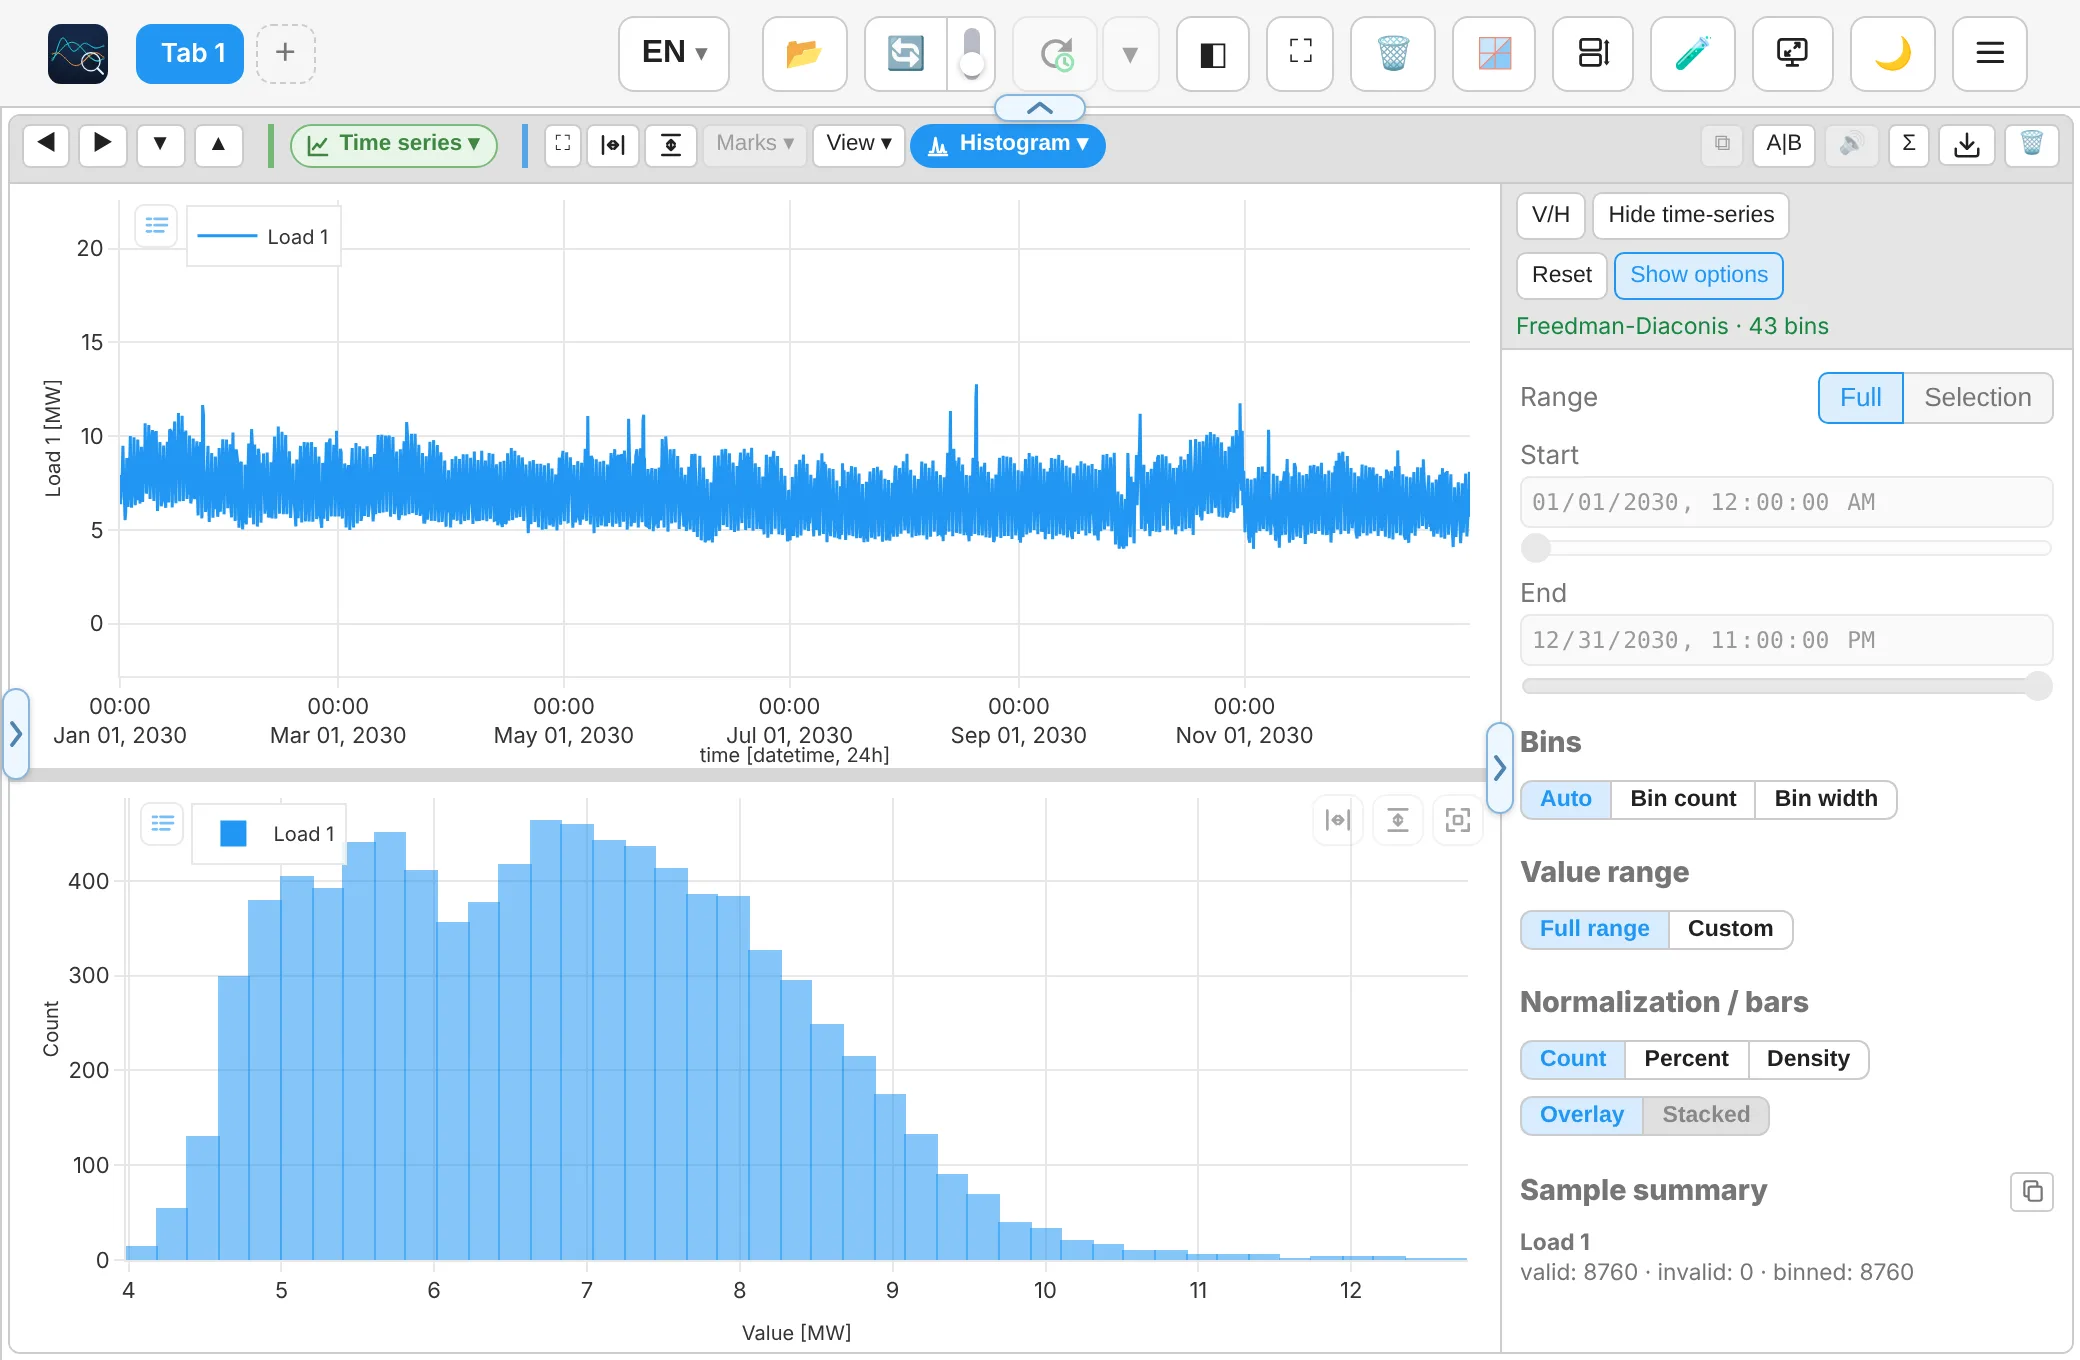 Tab 1
+
EN ▾
Time series ▾
Marks ▾
View ▾
Histogram ▾
A|B
Σ
V/H
Hide time-series
Reset
Show options
Freedman-Diaconis · 43 bins
Load 1
20
15
10
5
0
Load 1 [MW]
00:00
Jan 01, 2030
00:00
Mar 01, 2030
00:00
May 01, 2030
00:00
Jul 01, 2030
00:00
Sep 01, 2030
00:00
Nov 01, 2030
time [datetime, 24h]
Load 1
400
300
200
100
0
Count
4
5
6
7
8
9
10
11
12
Value [MW]
Range
Full
Selection
Start
01/01/2030, 12:00:00 AM
End
12/31/2030, 11:00:00 PM
Bins
Auto
Bin count
Bin width
Value range
Full range
Custom
Normalization / bars
Count
Percent
Density
Overlay
Stacked
Sample summary
Load 1
valid: 8760 · invalid: 0 · binned: 8760